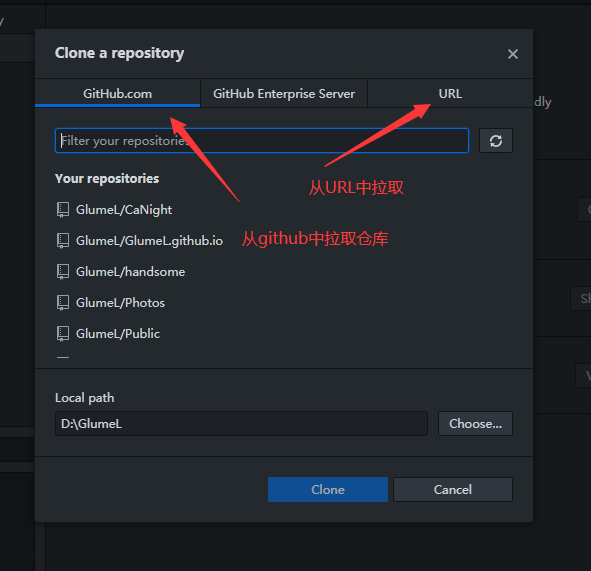 y
Clone a repository
GitHub.com
GitHub Enterprise Server
URL
dly
Filter your repositories
从URL中拉取
Your repositories
GlumeL/CaNight
GlumeL/GlumeL.github.io
从github中拉取仓库
GlumeL/handsome
GlumeL/Photos
GlumeL/Public
Local path
D:\GlumeL
Choose...
Clone
Cancel